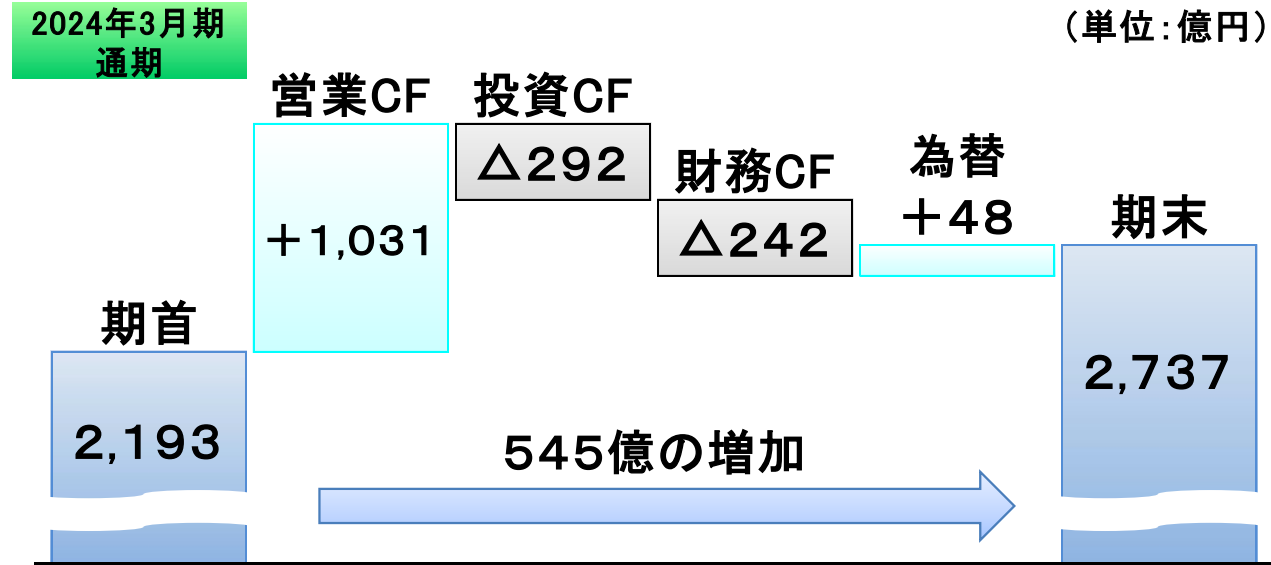 2024年3月期
通期
（単位：億円）
営業CF
投資CF
△292
財務CF
為替
＋48
期末
＋1,031
△242
期首
2,737
2,193
545億の増加